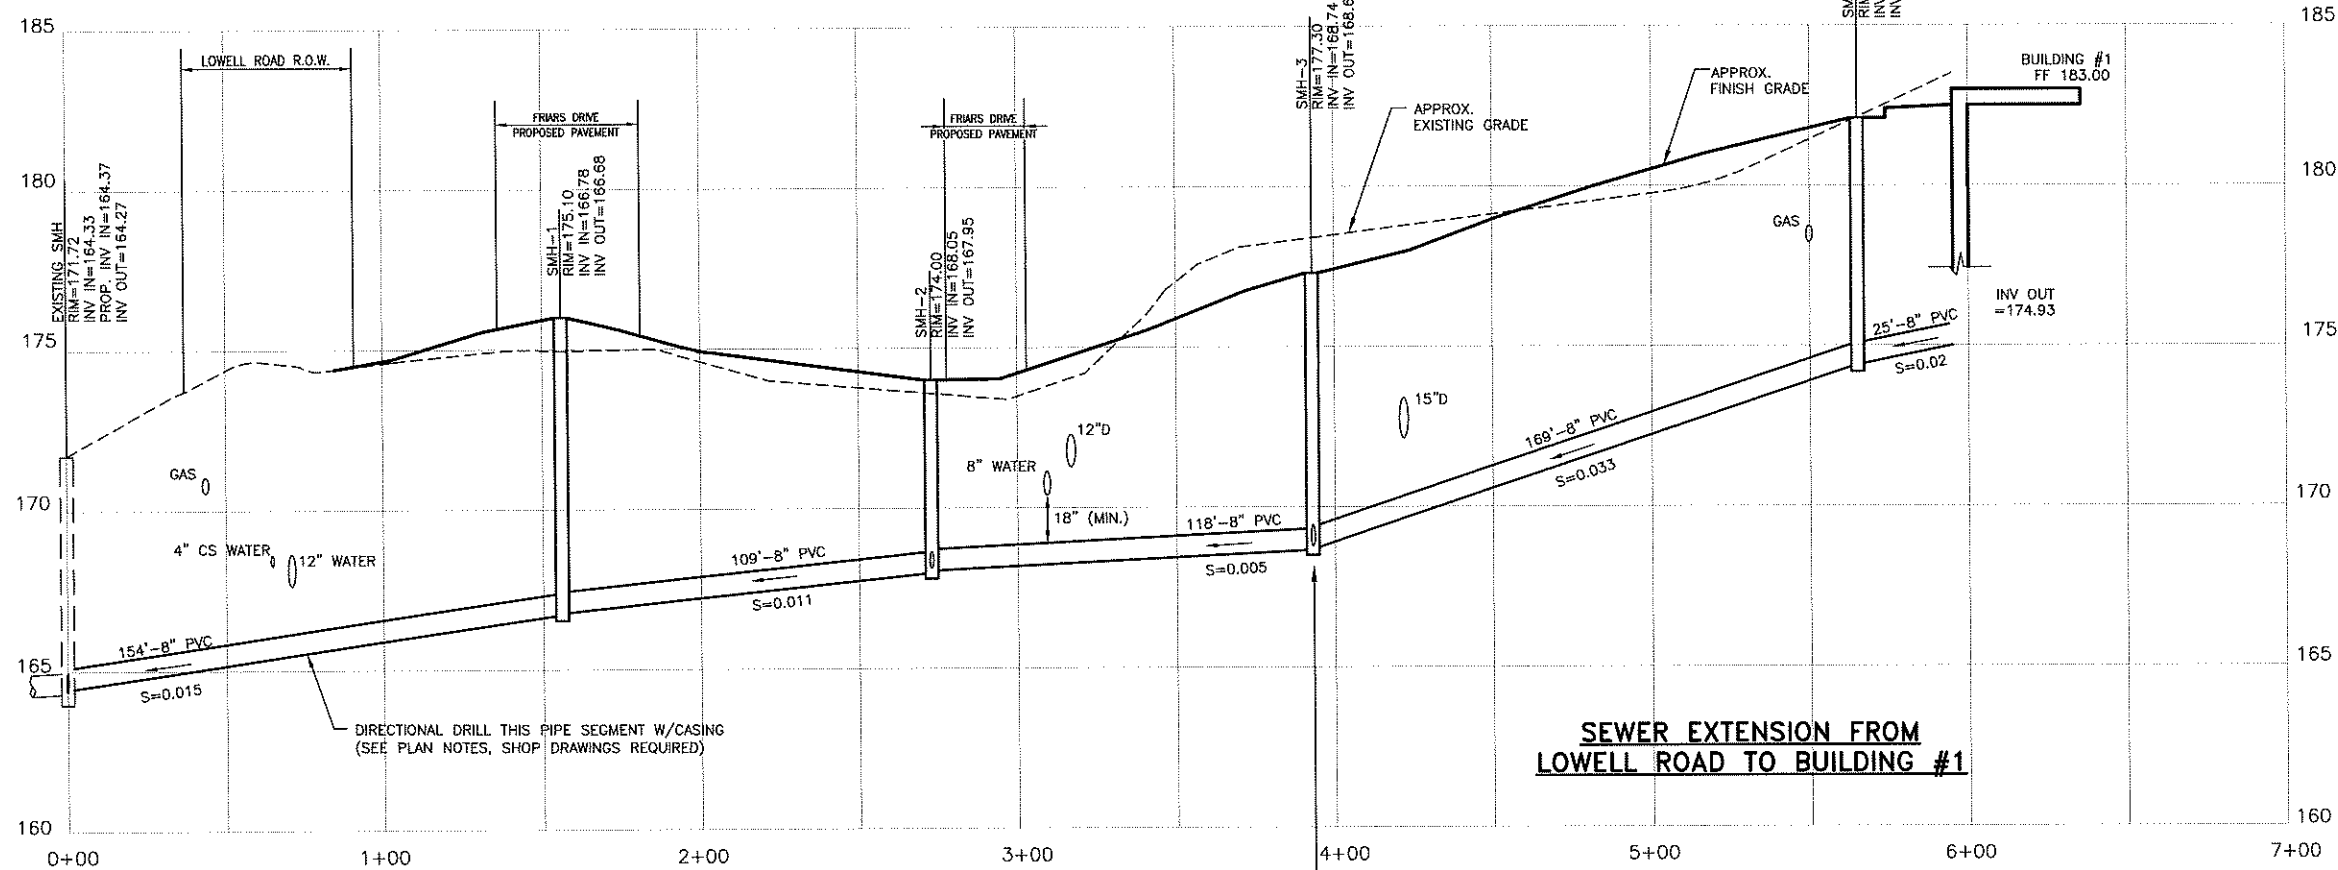 185
180
175
170
165
160
EXISTING SMH
RIM=171.72
INV IN=164.33
PROP. INV IN=164.37
INV OUT=164.27
LOWELL ROAD R.O.W.
FRIARS DRIVE
PROPOSED PAVEMENT
SMH-1
RIM=175.10
INV IN=166.78
INV OUT=166.68
FRIARS DRIVE
PROPOSED PAVEMENT
SMH-2
RIM=174.00
INV IN=168.05
INV OUT=167.95
SMH-3
RIM=177.30
INV IN=168.74
INV OUT=168.6
APPROX.
EXISTING GRADE
APPROX.
FINISH GRADE
SM
RIM
INV
INV
BUILDING #1
FF 183.00
GAS
INV OUT
=174.93
25'-8" PVC
S=0.02
GAS
4" CS WATER
12" WATER
8" WATER
12"D
18" (MIN.)
15"D
154'-8" PVC
S=0.015
109'-8" PVC
S=0.011
118'-8" PVC
S=0.005
169'-8" PVC
S=0.033
DIRECTIONAL DRILL THIS PIPE SEGMENT W/CASING
(SEE PLAN NOTES, SHOP DRAWINGS REQUIRED)
SEWER EXTENSION FROM
LOWELL ROAD TO BUILDING #1
185
180
175
170
165
160
0+00 1+00 2+00 3+00 4+00 5+00 6+00 7+00